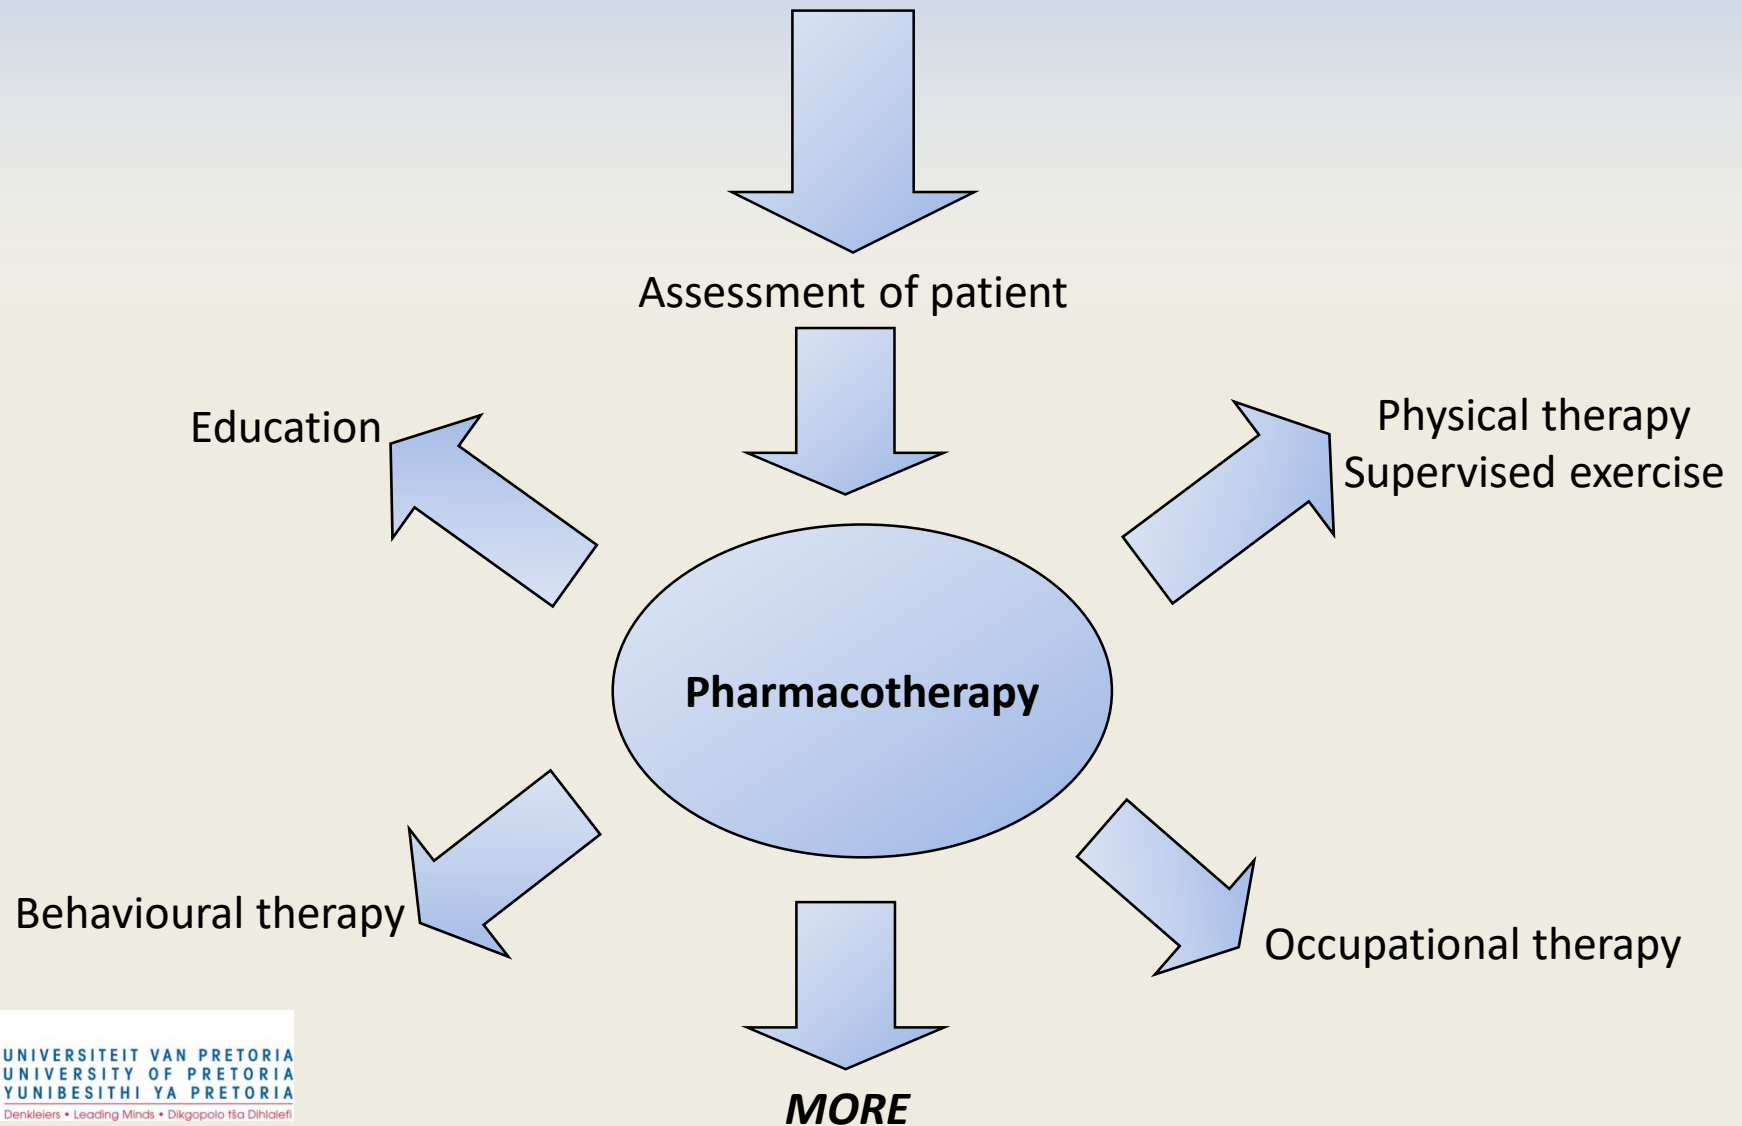 Assessment of patient
Education
Physical therapy
Supervised exercise
Pharmacotherapy
Behavioural therapy
Occupational therapy
MORE
UNIVERSITEIT VAN PRETORIA
UNIVERSITY OF PRETORIA
YUNIBESITHI YA PRETORIA
Denkleiers • Leading Minds • Dikgopolo tša Dihlalefi